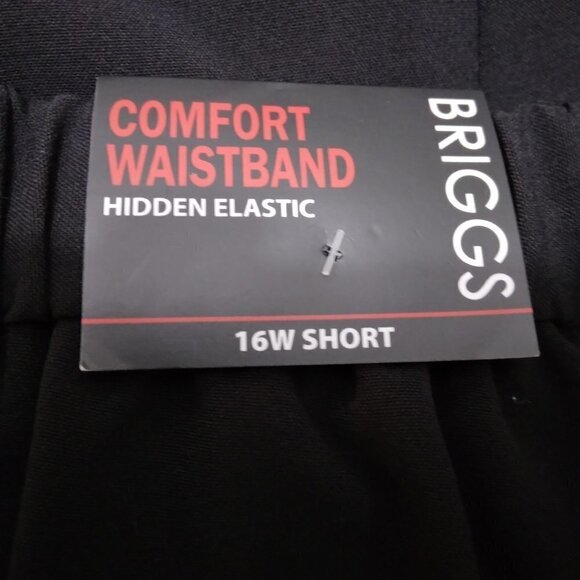 COMFORT
WAISTBAND
HIDDEN ELASTIC
BRIGGS
16W SHORT